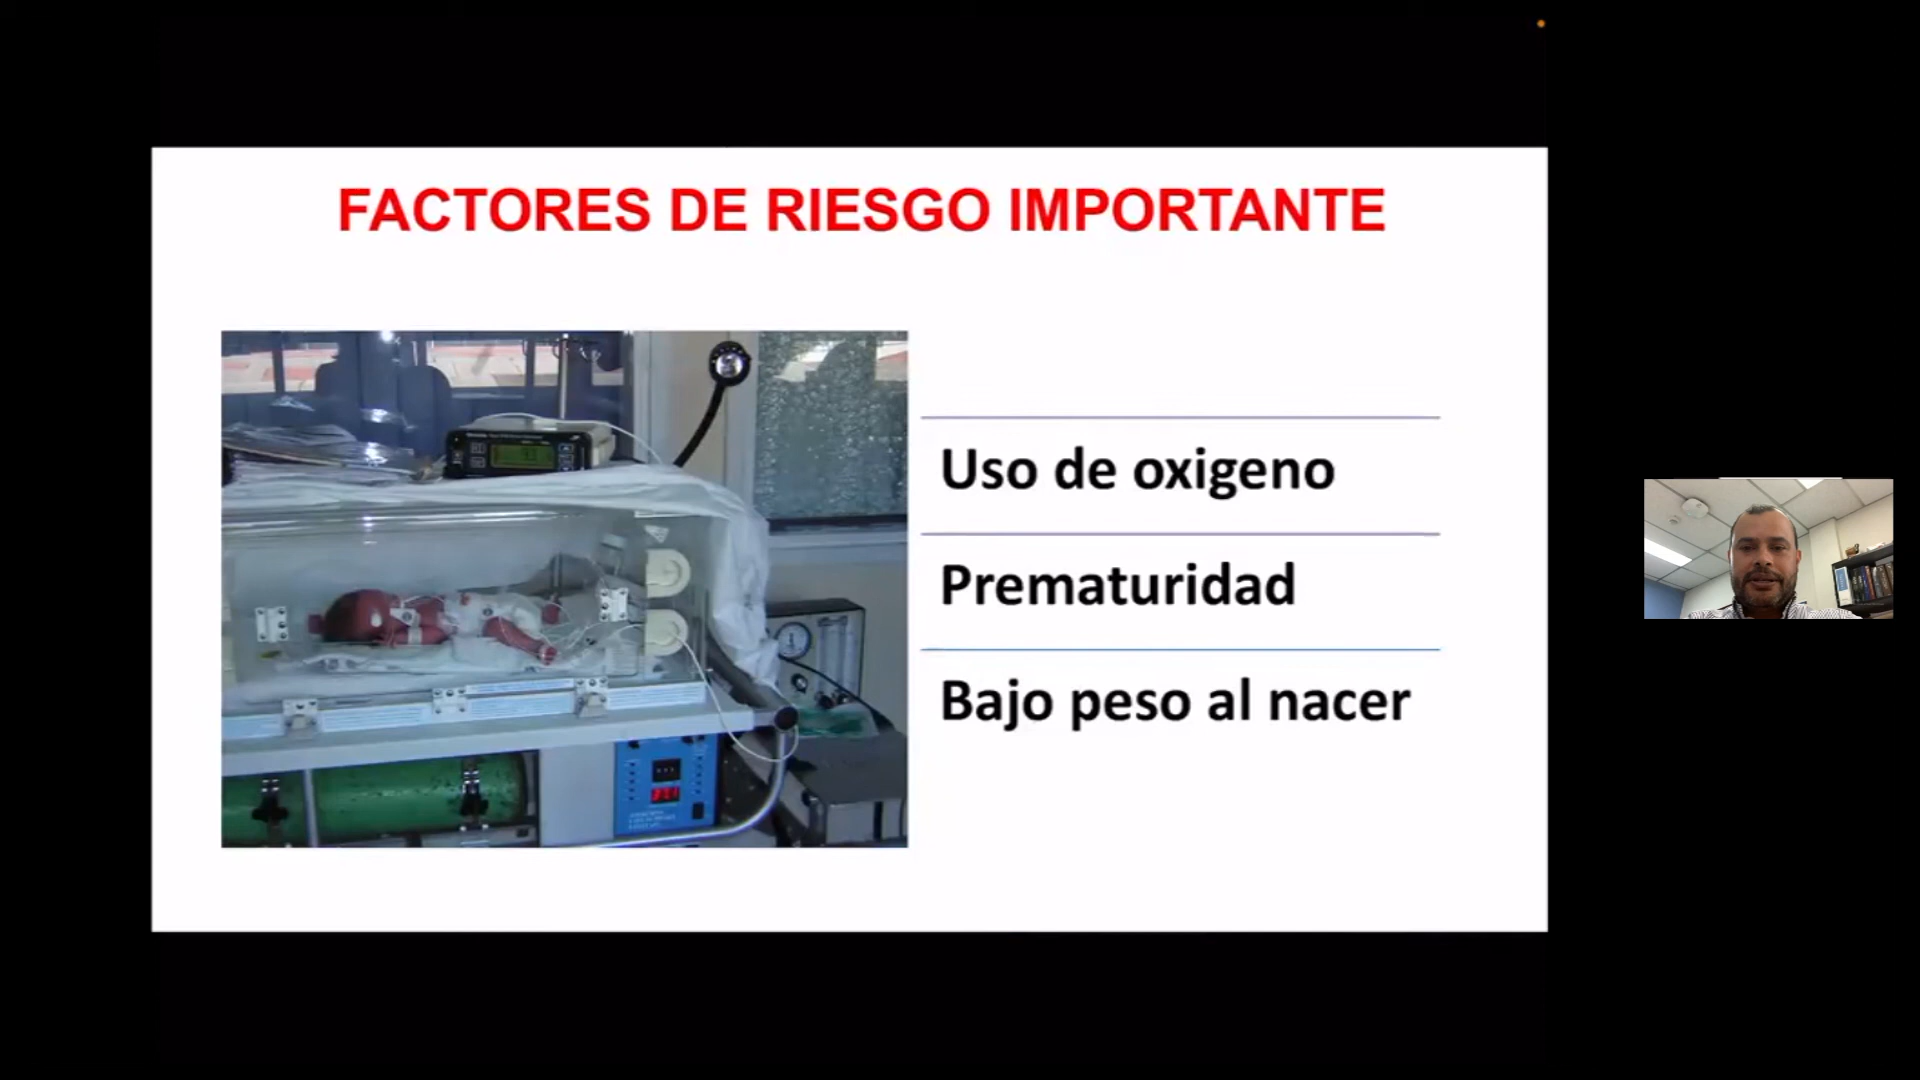 FACTORES DE RIESGO IMPORTANTE
Uso de oxigeno
Prematuridad
Bajo peso al nacer